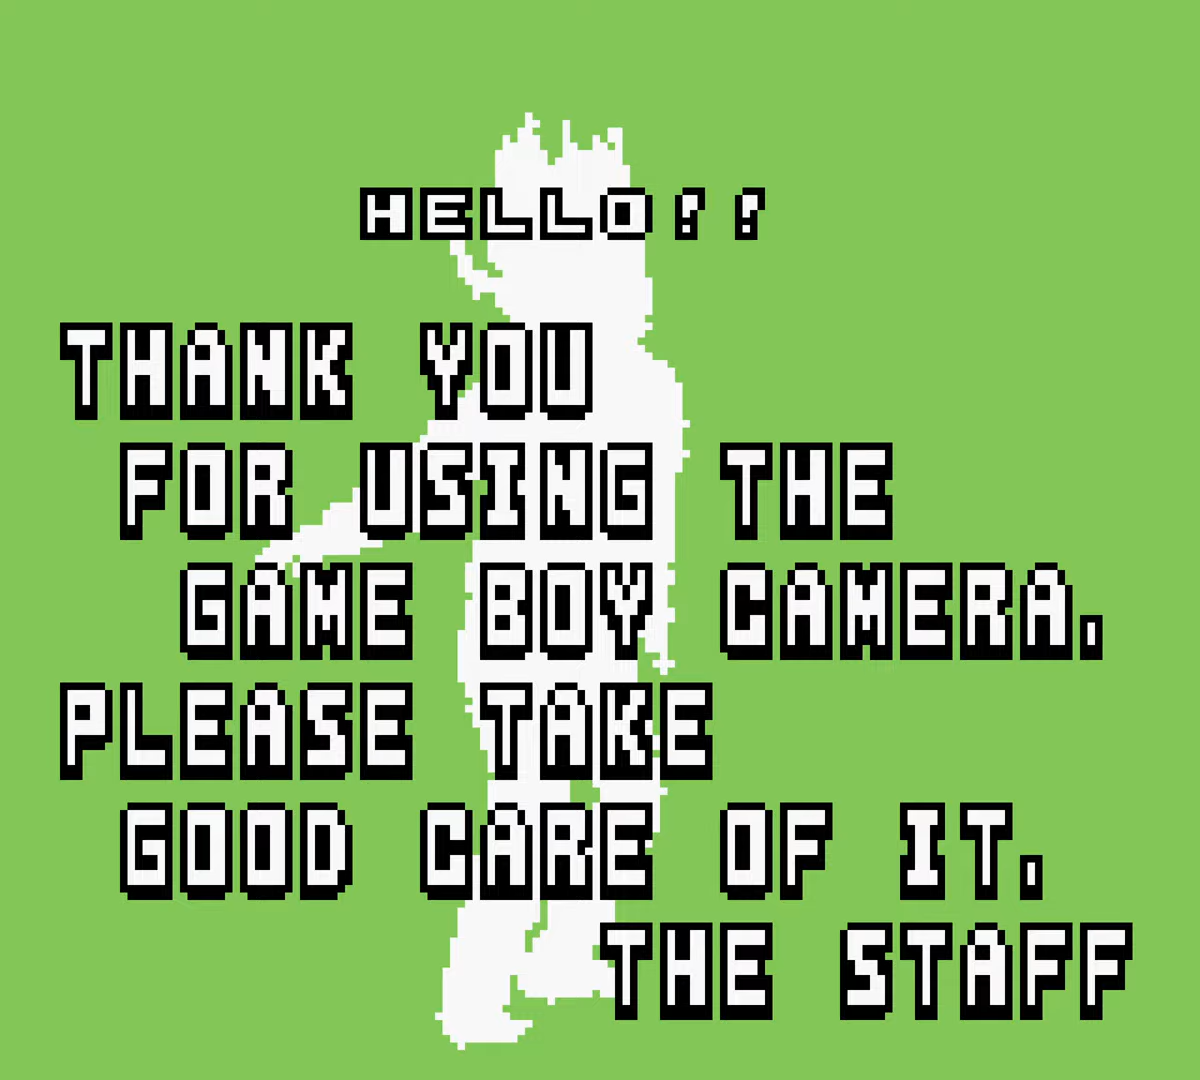 HELLO!!
THANK YOU
FOR USING THE
GAME BOY CAMERA.
PLEASE TAKE
GOOD CARE OF IT.
THE STAFF